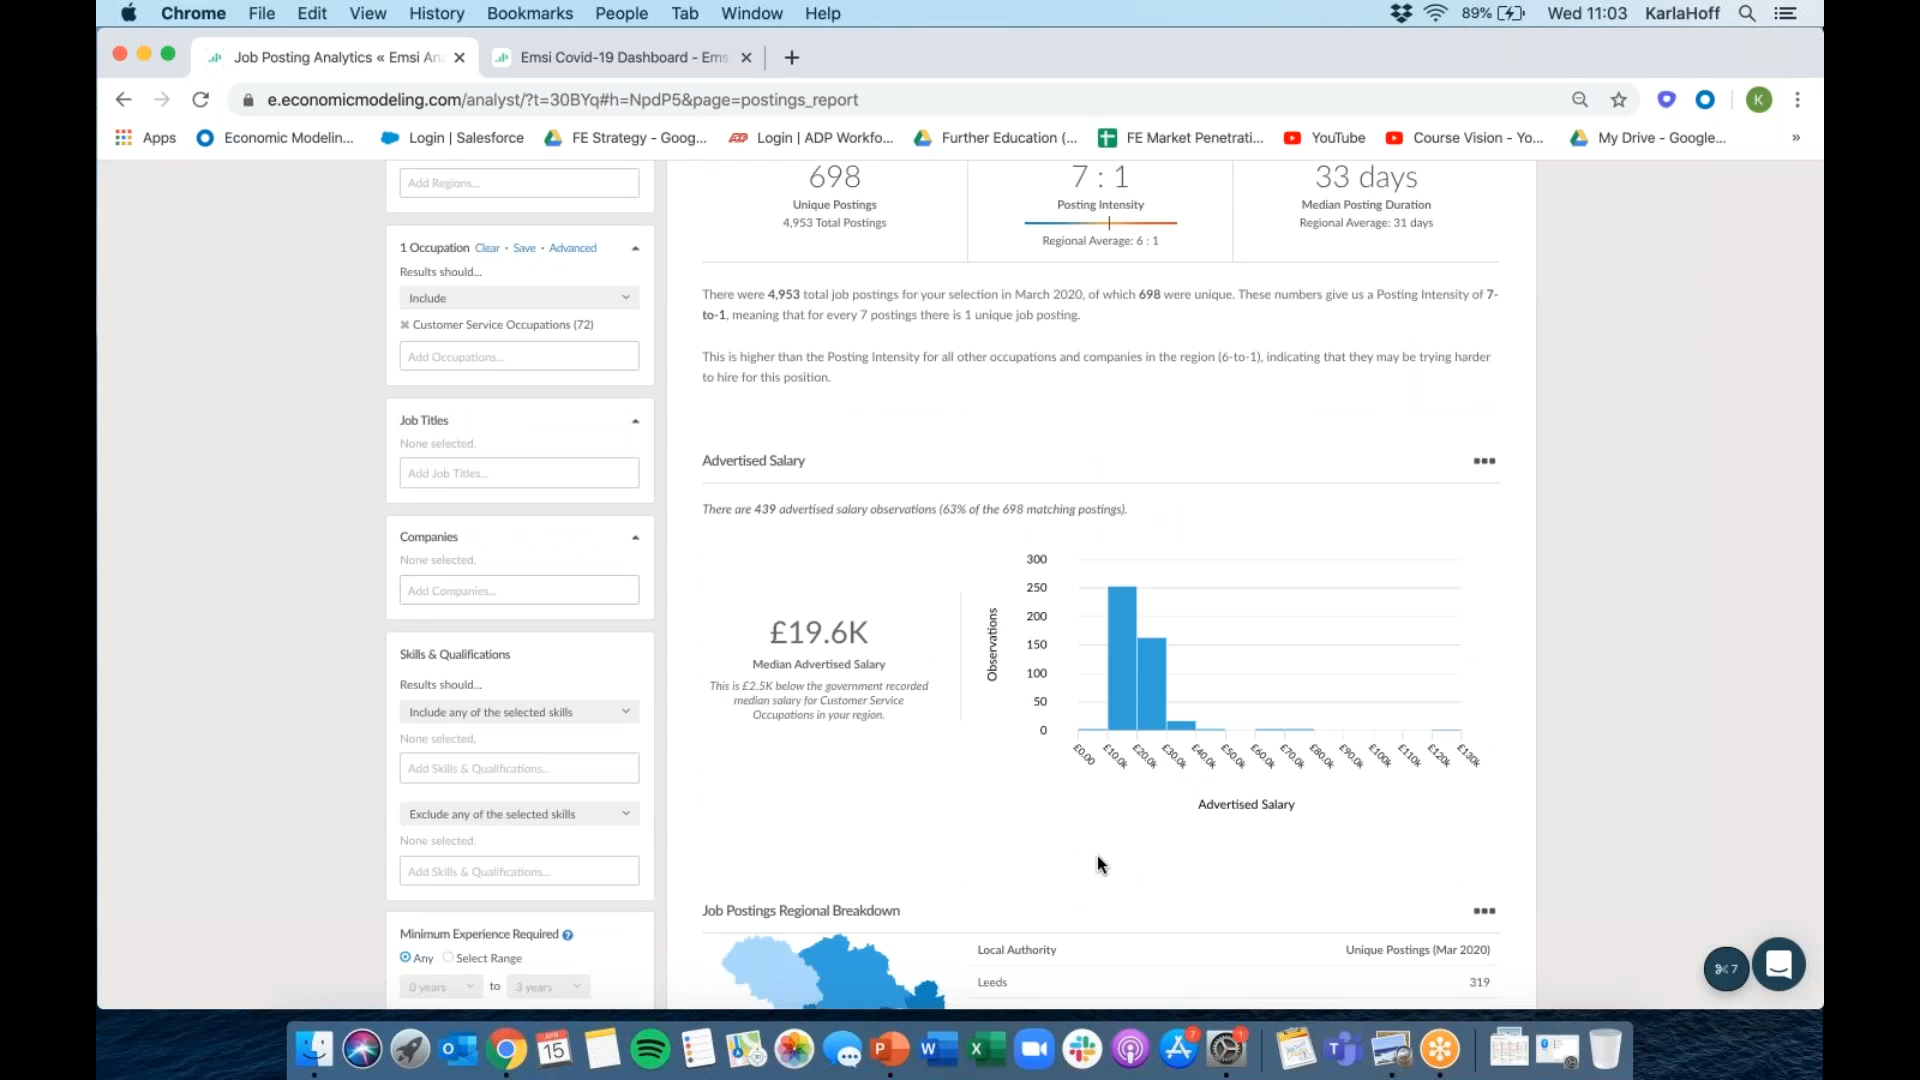 Chrome File Edit View History Bookmarks People Tab Window Help 89% Wed 11:03 KarlaHoff
Job Posting Analytics « Emsi An
Emsi Covid-19 Dashboard - Ems
e.economicmodeling.com/analyst/?t=30BYq#h=NpdP5&page=postings_report
K
Apps Economic Modelin... Login | Salesforce FE Strategy - Goog... Login | ADP Workfo... Further Education (... FE Market Penetrati... YouTube Course Vision - Yo... My Drive - Google... »
Add Regions...
1 Occupation Clear · Save · Advanced
Results should...
Include
Customer Service Occupations (72)
Add Occupations...
Job Titles
None selected.
Add Job Titles...
Companies
None selected.
Add Companies...
Skills & Qualifications
Results should...
Include any of the selected skills
None selected.
Add Skills & Qualifications...
Exclude any of the selected skills
None selected.
Add Skills & Qualifications...
Minimum Experience Required ?
Any Select Range
0 years to 3 years
698
Unique Postings
4,953 Total Postings
7 : 1
Posting Intensity
Regional Average: 6 : 1
33 days
Median Posting Duration
Regional Average: 31 days
There were 4,953 total job postings for your selection in March 2020, of which 698 were unique. These numbers give us a Posting Intensity of 7-
to-1, meaning that for every 7 postings there is 1 unique job posting.
This is higher than the Posting Intensity for all other occupations and companies in the region (6-to-1), indicating that they may be trying harder
to hire for this position.
Advertised Salary
There are 439 advertised salary observations (63% of the 698 matching postings).
£19.6K
Median Advertised Salary
This is £2.5K below the government recorded
median salary for Customer Service
Occupations in your region.
Observations
300
250
200
150
100
50
0
£0.00 £10.0k £20.0k £30.0k £40.0k £50.0k £60.0k £70.0k £80.0k £90.0k £100k £110k £120k £130k
Advertised Salary
Job Postings Regional Breakdown
Local Authority Unique Postings (Mar 2020)
Leeds 319
7
APR
15
P
W
X
7
1
T